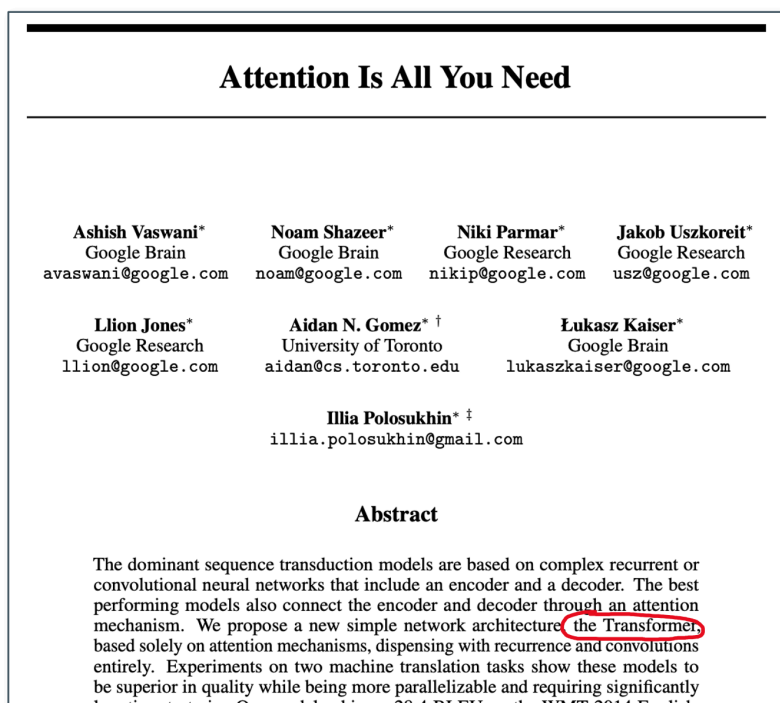 Attention Is All You Need
Ashish Vaswani* Noam Shazeer* Niki Parmar* Jakob Uszkoreit*
Google Brain Google Brain Google Research Google Research
avaswani@google.com noam@google.com nikip@google.com usz@google.com
Llion Jones* Aidan N. Gomez* † Łukasz Kaiser*
Google Research University of Toronto Google Brain
llion@google.com aidan@cs.toronto.edu lukaszkaiser@google.com
Illia Polosukhin* ‡
illia.polosukhin@gmail.com
Abstract
The dominant sequence transduction models are based on complex recurrent or
convolutional neural networks that include an encoder and a decoder. The best
performing models also connect the encoder and decoder through an attention
mechanism. We propose a new simple network architecture, the Transformer,
based solely on attention mechanisms, dispensing with recurrence and convolutions
entirely. Experiments on two machine translation tasks show these models to
be superior in quality while being more parallelizable and requiring significantly